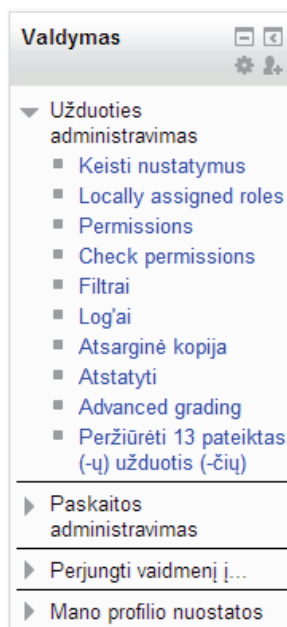 Valdymas
Užduoties
administravimas
Keisti nustatymus
Locally assigned roles
Permissions
Check permissions
Filtrai
Log'ai
Atsarginė kopija
Atstatyti
Advanced grading
Peržiūrėti 13 pateiktas
(-ų) užduotis (-čių)
Paskaitos
administravimas
Perjungti vaidmenį į...
Mano profilio nuostatos